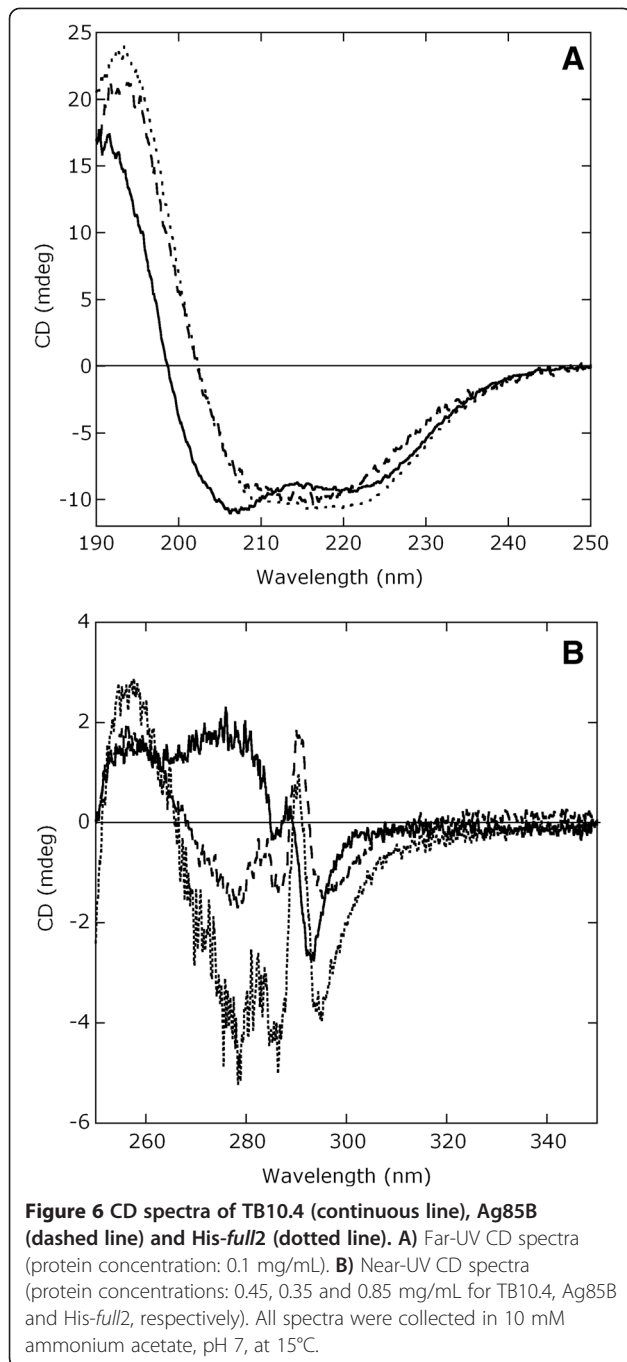 A
25
20
15
10
5
0
-5
-10
CD (mdeg)
190 200 210 220 230 240 250
Wavelength (nm)
B
4
2
0
-2
-4
-6
CD (mdeg)
260 280 300 320 340
Wavelength (nm)
Figure 6 CD spectra of TB10.4 (continuous line), Ag85B
(dashed line) and His-full2 (dotted line). A) Far-UV CD spectra
(protein concentration: 0.1 mg/mL). B) Near-UV CD spectra
(protein concentrations: 0.45, 0.35 and 0.85 mg/mL for TB10.4, Ag85B
and His-full2, respectively). All spectra were collected in 10 mM
ammonium acetate, pH 7, at 15°C.